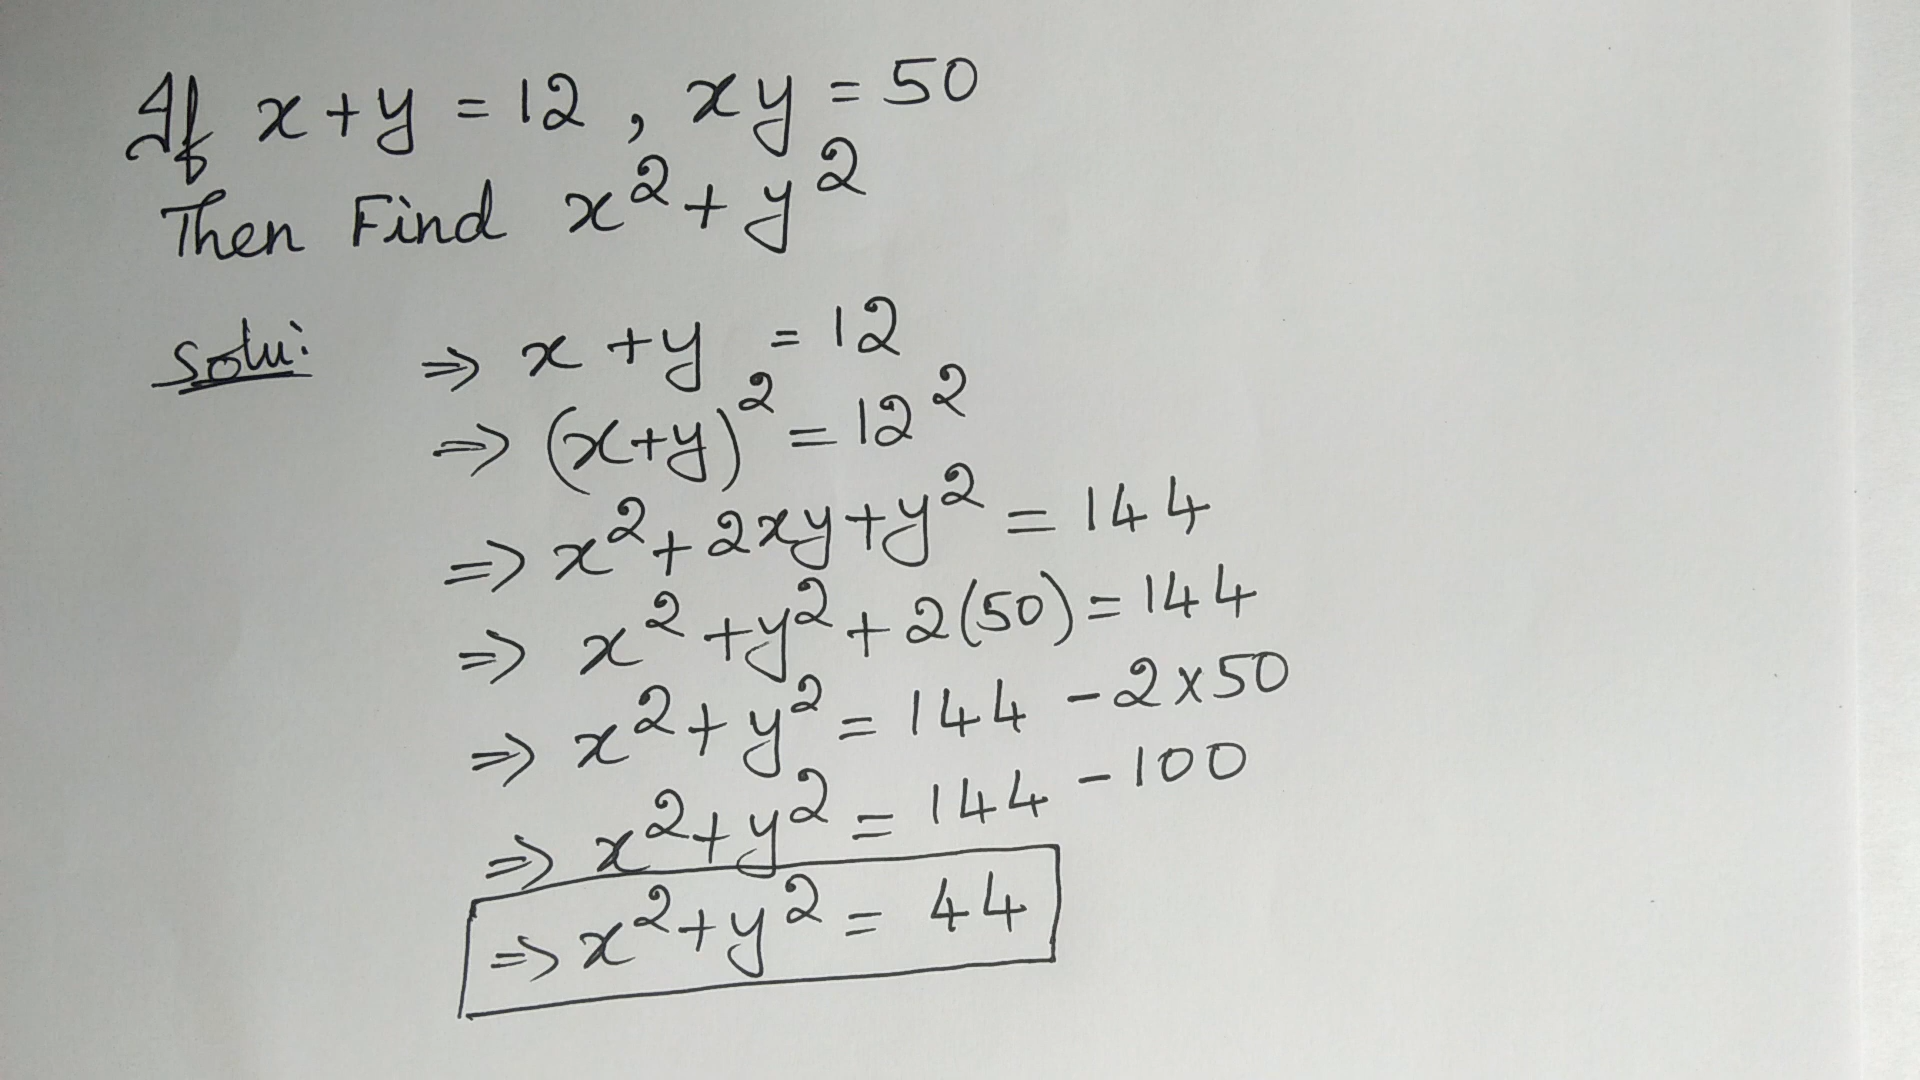 If x + y = 12 , xy = 50
Then Find x² + y²
Solu: ⇒ x + y = 12
⇒ (x+y)² = 12²
⇒ x² + 2xy + y² = 144
⇒ x² + y² + 2(50) = 144
⇒ x² + y² = 144 - 2×50
⇒ x² + y² = 144 - 100
⇒ x² + y² = 44